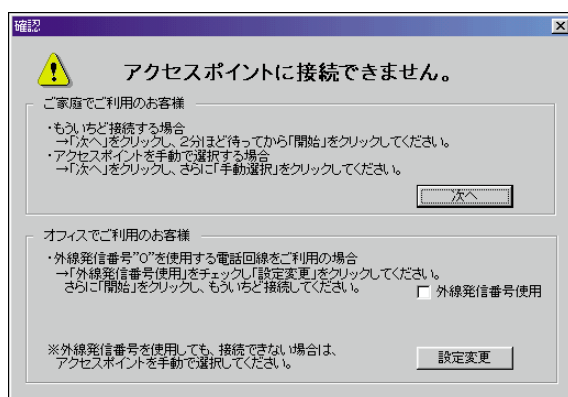 確認
アクセスポイントに接続できません。
ご家庭でご利用のお客様
・もういちど接続する場合
→「次へ」をクリックし、2分ほど待ってから「開始」をクリックしてください。
・アクセスポイントを手動で選択する場合
→「次へ」をクリックし、さらに「手動選択」をクリックしてください。
次へ
オフィスでご利用のお客様
・外線発信番号"0"を使用する電話回線をご利用の場合
→「外線発信番号使用」をチェックし「設定変更」をクリックしてください。
さらに「開始」をクリックし、もういちど接続してください。
外線発信番号使用
※外線発信番号を使用しても、接続できない場合は、
アクセスポイントを手動で選択してください。
設定変更